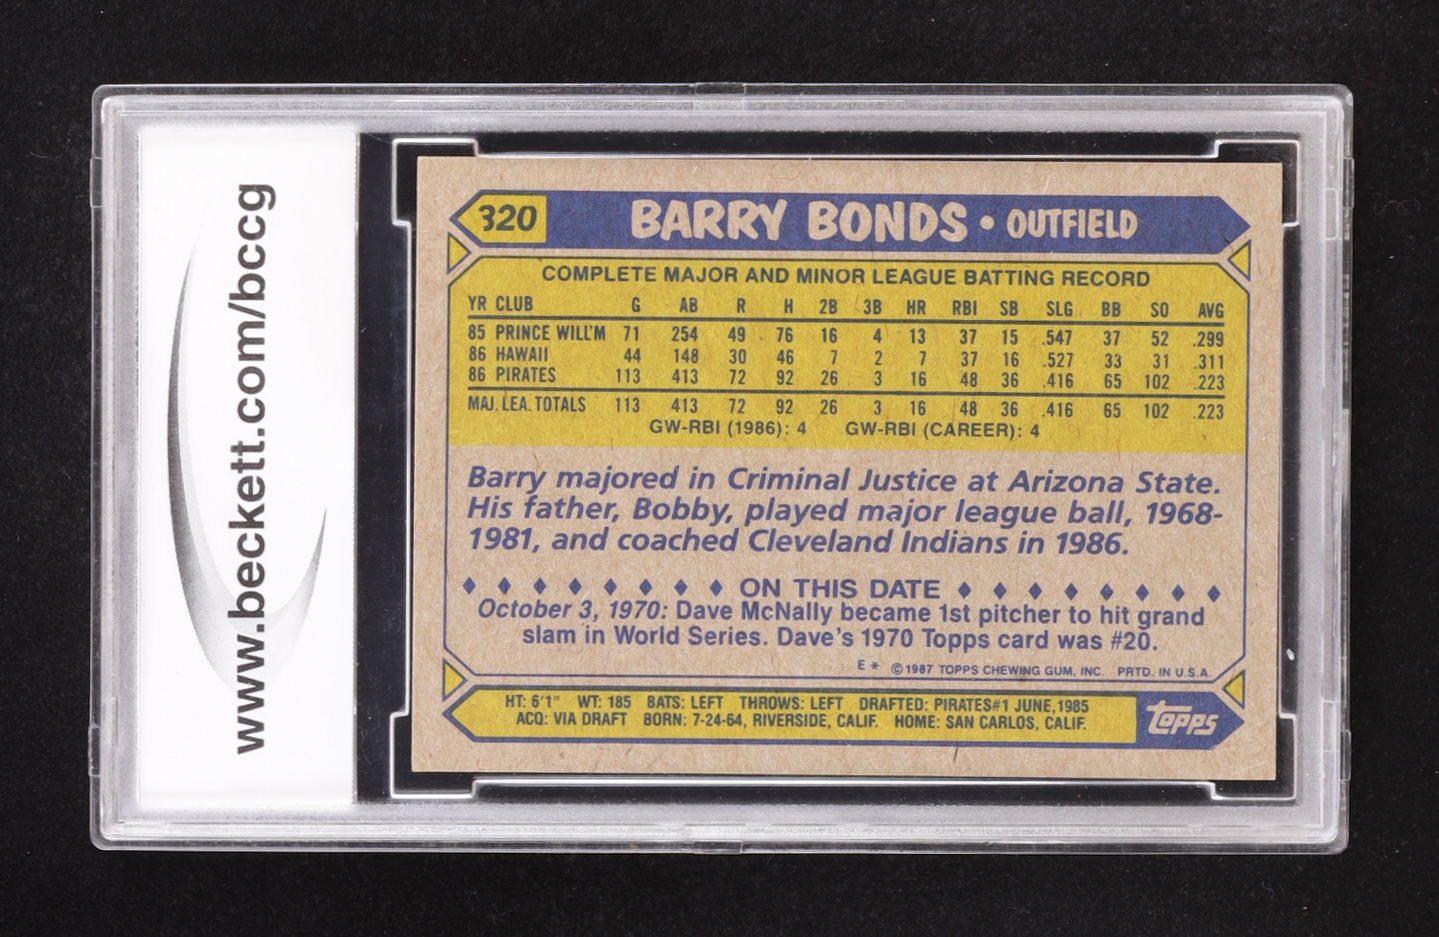 www.beckett.com/bccg
320 BARRY BONDS • OUTFIELD
COMPLETE MAJOR AND MINOR LEAGUE BATTING RECORD
YR CLUB G AB R H 2B 3B HR RBI SB SLG BB SO AVG
85 PRINCE WILL'M 71 254 49 76 16 4 13 37 15 .547 37 52 .299
86 HAWAII 44 148 30 46 7 2 7 37 16 .527 33 31 .311
86 PIRATES 113 413 72 92 26 3 16 48 36 .416 65 102 .223
MAJ. LEA. TOTALS 113 413 72 92 26 3 16 48 36 .416 65 102 .223
GW-RBI (1986): 4 GW-RBI (CAREER): 4
Barry majored in Criminal Justice at Arizona State.
His father, Bobby, played major league ball, 1968-
1981, and coached Cleveland Indians in 1986.
♦ ♦ ♦ ♦ ♦ ♦ ♦ ♦ ON THIS DATE ♦ ♦ ♦ ♦ ♦ ♦ ♦ ♦
October 3, 1970: Dave McNally became 1st pitcher to hit grand
slam in World Series. Dave's 1970 Topps card was #20.
E* ©1987 TOPPS CHEWING GUM, INC. PRTD. IN U.S.A.
HT: 6'1" WT: 185 BATS: LEFT THROWS: LEFT DRAFTED: PIRATES#1 JUNE,1985
ACQ: VIA DRAFT BORN: 7-24-64, RIVERSIDE, CALIF. HOME: SAN CARLOS, CALIF.
topps